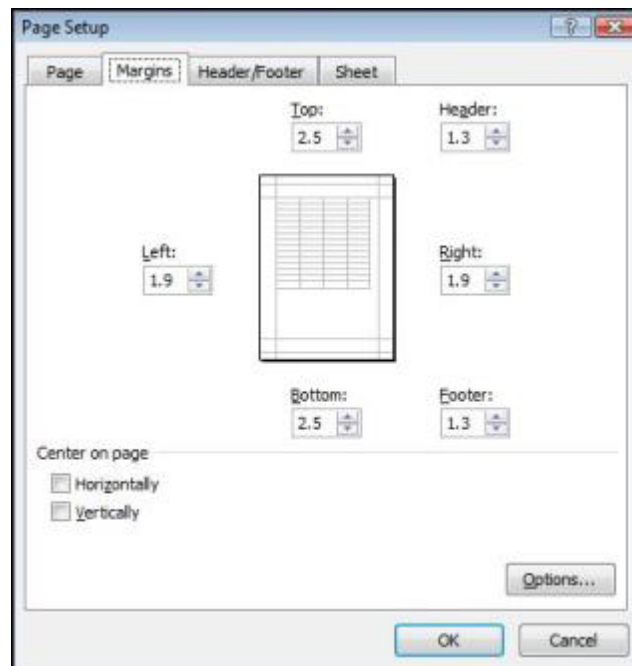 Page Setup
Page Margins Header/Footer Sheet
Top: Header:
2.5 1.3
Left: Right:
1.9 1.9
Bottom: Footer:
2.5 1.3
Center on page
Horizontally
Vertically
Options...
OK Cancel